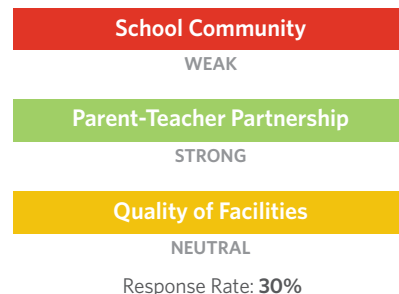 School Community
WEAK
Parent-Teacher Partnership
STRONG
Quality of Facilities
NEUTRAL
Response Rate: 30%